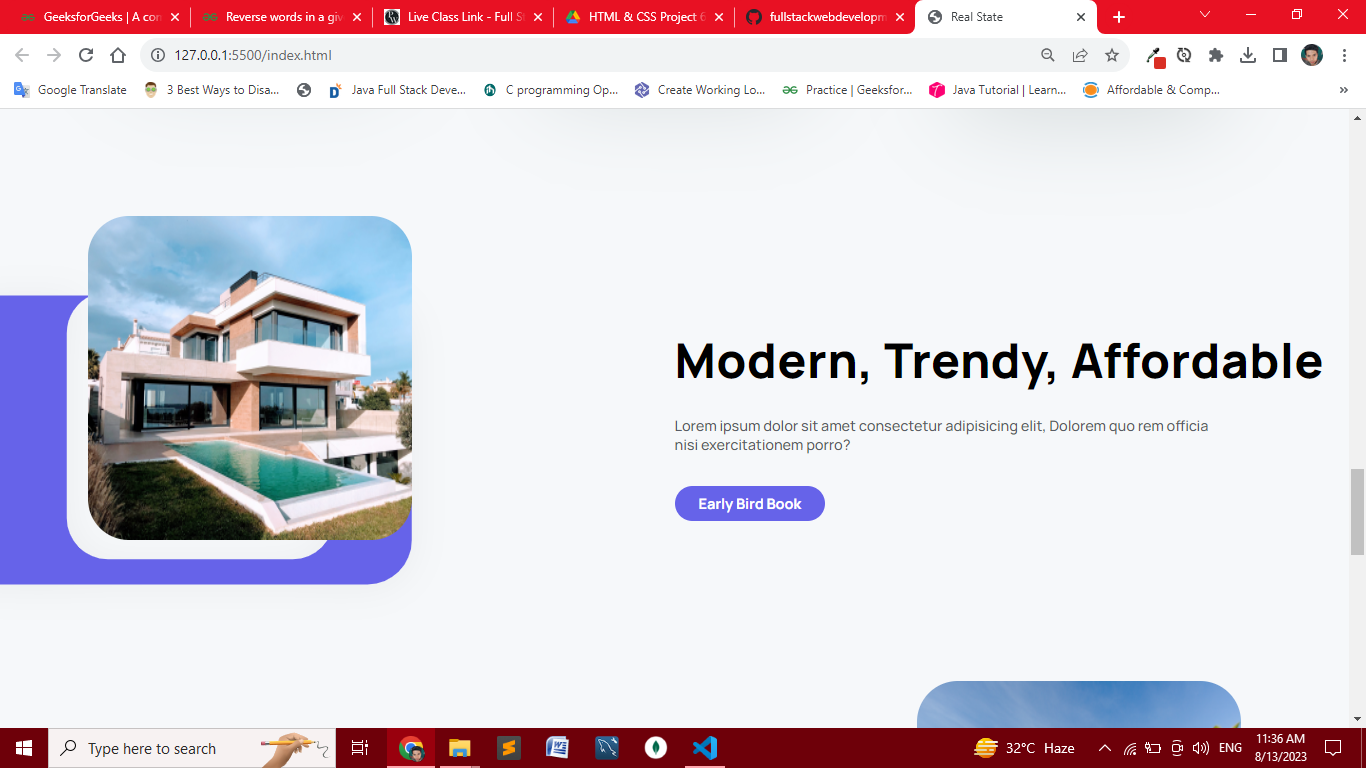 GeeksforGeeks | A com
Reverse words in a giv
Live Class Link - Full St
HTML & CSS Project 6
fullstackwebdevelopm
Real State
127.0.0.1:5500/index.html
Google Translate
3 Best Ways to Disa...
Java Full Stack Deve...
C programming Op...
Create Working Lo...
Practice | Geeksfor...
Java Tutorial | Learn...
Affordable & Comp...
»
Modern, Trendy, Affordable
Lorem ipsum dolor sit amet consectetur adipisicing elit, Dolorem quo rem officia
nisi exercitationem porro?
Early Bird Book
Type here to search
32°C Haze
ENG
11:36 AM
8/13/2023